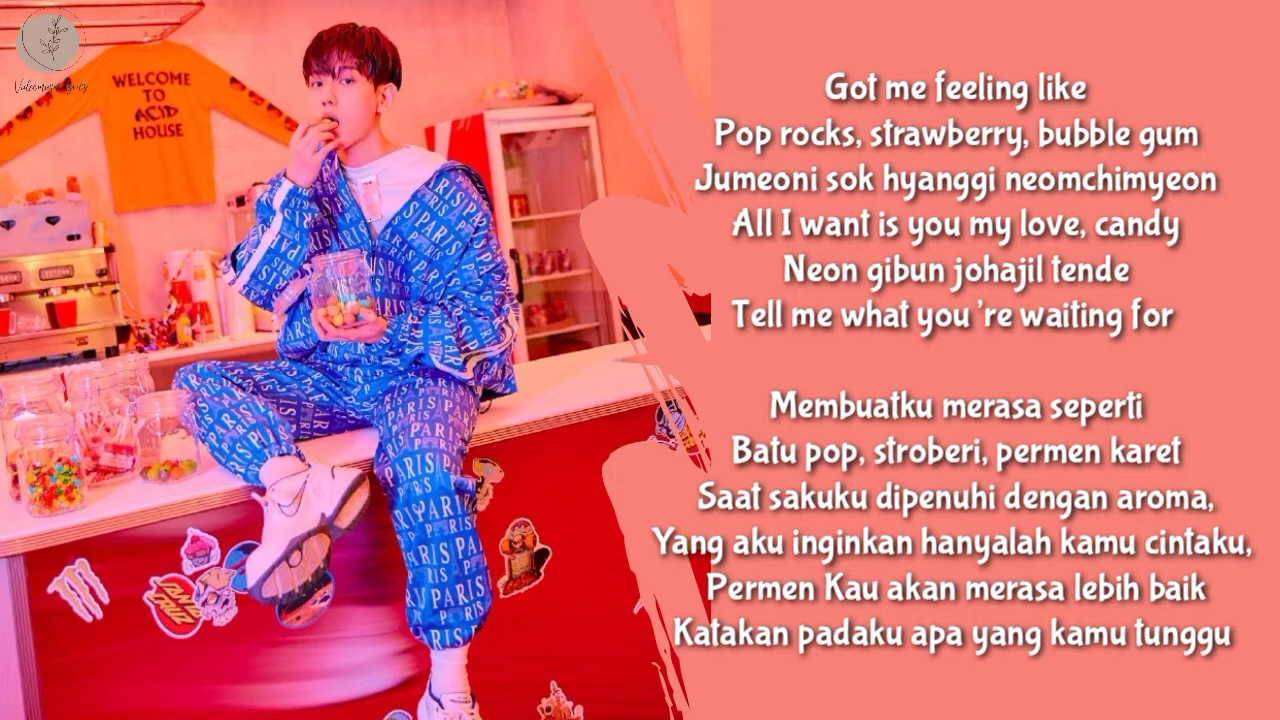 WELCOME
TO
ACID
HOUSE
Got me feeling like
Pop rocks, strawberry, bubble gum
Jumeoni sok hyanggi neomchimyeon
All I want is you my love, candy
Neon gibun johajil tende
Tell me what you're waiting for
Membuatku merasa seperti
Batu pop, stroberi, permen karet
Saat sakuku dipenuhi dengan aroma,
Yang aku inginkan hanyalah kamu cintaku,
Permen Kau akan merasa lebih baik
Katakan padaku apa yang kamu tunggu
PARIS
PARIS
PARIS
PARIS